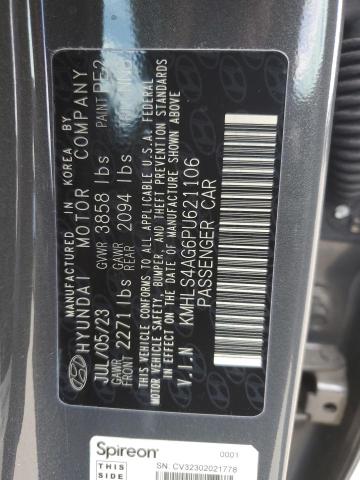 MANUFACTURED IN KOREA BY
HYUNDAI MOTOR COMPANY
JUL/05/23 GVWR 3858 lbs PAINT PE2
GAWR FRONT 2271 lbs GAWR REAR 2094 lbs
THIS VEHICLE CONFORMS TO ALL APPLICABLE U.S.A. FEDERAL
MOTOR VEHICLE SAFETY, BUMPER, AND THEFT PREVENTION STANDARDS
IN EFFECT ON THE DATE OF MANUFACTURE SHOWN ABOVE
V.I.N KMHLS4AG6PU621106
PASSENGER CAR
Spireon 0001
THIS SIDE
SN: CV32302021778